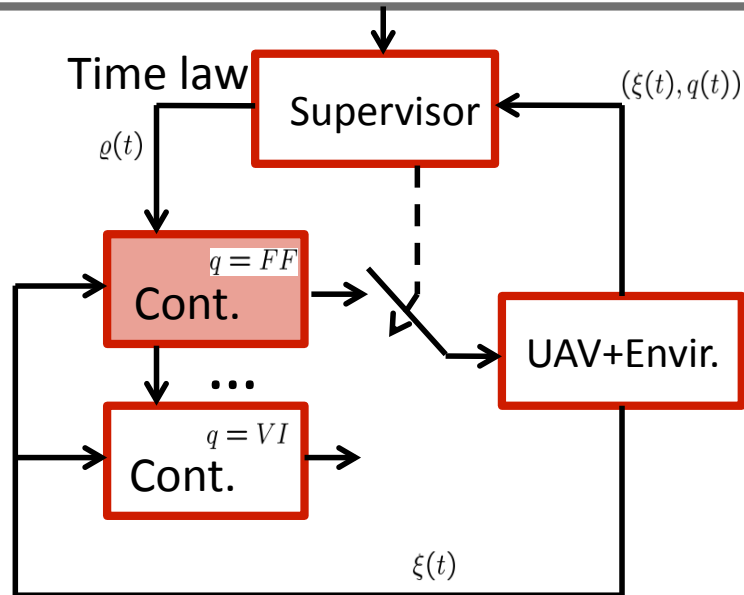 Time law
(ξ(t), q(t))
Supervisor
ϱ(t)
q = FF
Cont.
UAV+Envir.
...
q = VI
Cont.
ξ(t)